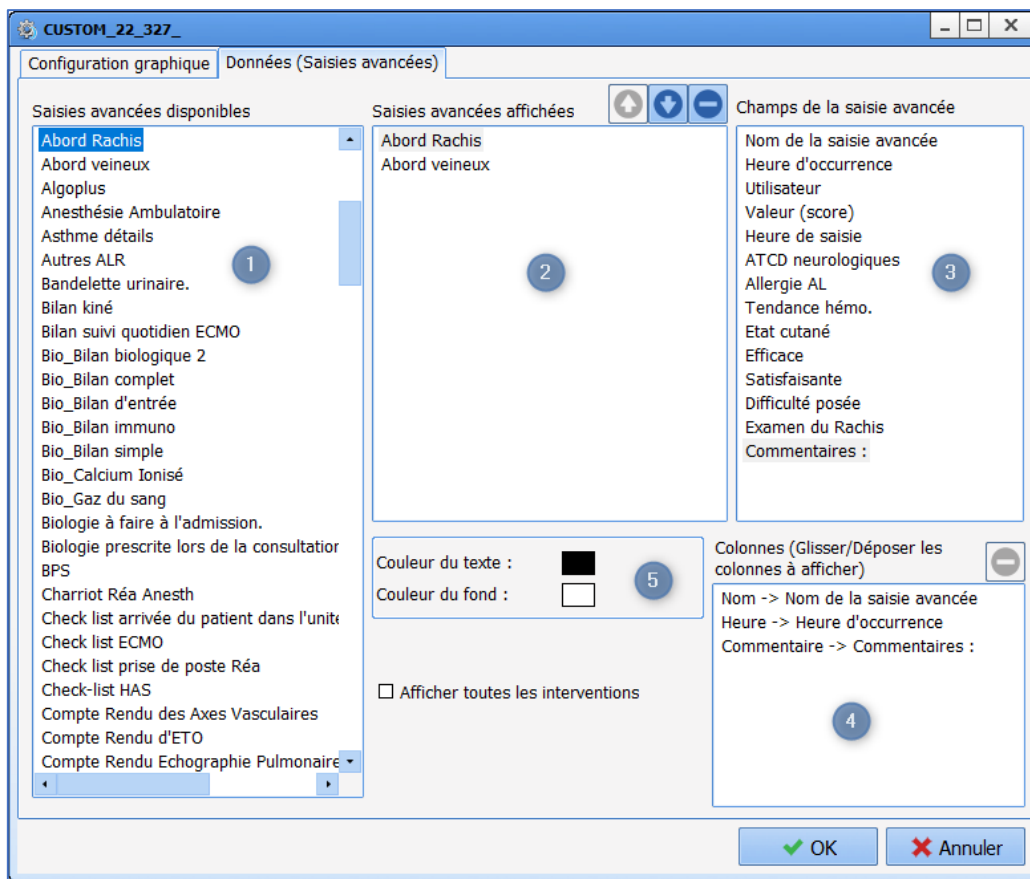 CUSTOM_22_327_
Configuration graphique
Données (Saisies avancées)
Saisies avancées disponibles
Abord Rachis
Abord veineux
Algoplus
Anesthésie Ambulatoire
Asthme détails
Autres ALR
Bandelette urinaire.
Bilan kiné
Bilan suivi quotidien ECMO
Bio_Bilan biologique 2
Bio_Bilan complet
Bio_Bilan d'entrée
Bio_Bilan immuno
Bio_Bilan simple
Bio_Calcium Ionisé
Bio_Gaz du sang
Biologie à faire à l'admission.
Biologie prescrite lors de la consultation
BPS
Charriot Réa Anesth
Check list arrivée du patient dans l'unité
Check list ECMO
Check list prise de poste Réa
Check-list HAS
Compte Rendu des Axes Vasculaires
Compte Rendu d'ETO
Compte Rendu Echographie Pulmonaire
1
Saisies avancées affichées
Abord Rachis
Abord veineux
2
Champs de la saisie avancée
Nom de la saisie avancée
Heure d'occurrence
Utilisateur
Valeur (score)
Heure de saisie
ATCD neurologiques
Allergie AL
Tendance hémo.
Etat cutané
Efficace
Satisfaisante
Difficulté posée
Examen du Rachis
Commentaires :
3
Couleur du texte :
Couleur du fond :
5
Afficher toutes les interventions
Colonnes (Glisser/Déposer les
colonnes à afficher)
Nom -> Nom de la saisie avancée
Heure -> Heure d'occurrence
Commentaire -> Commentaires :
4
OK
Annuler